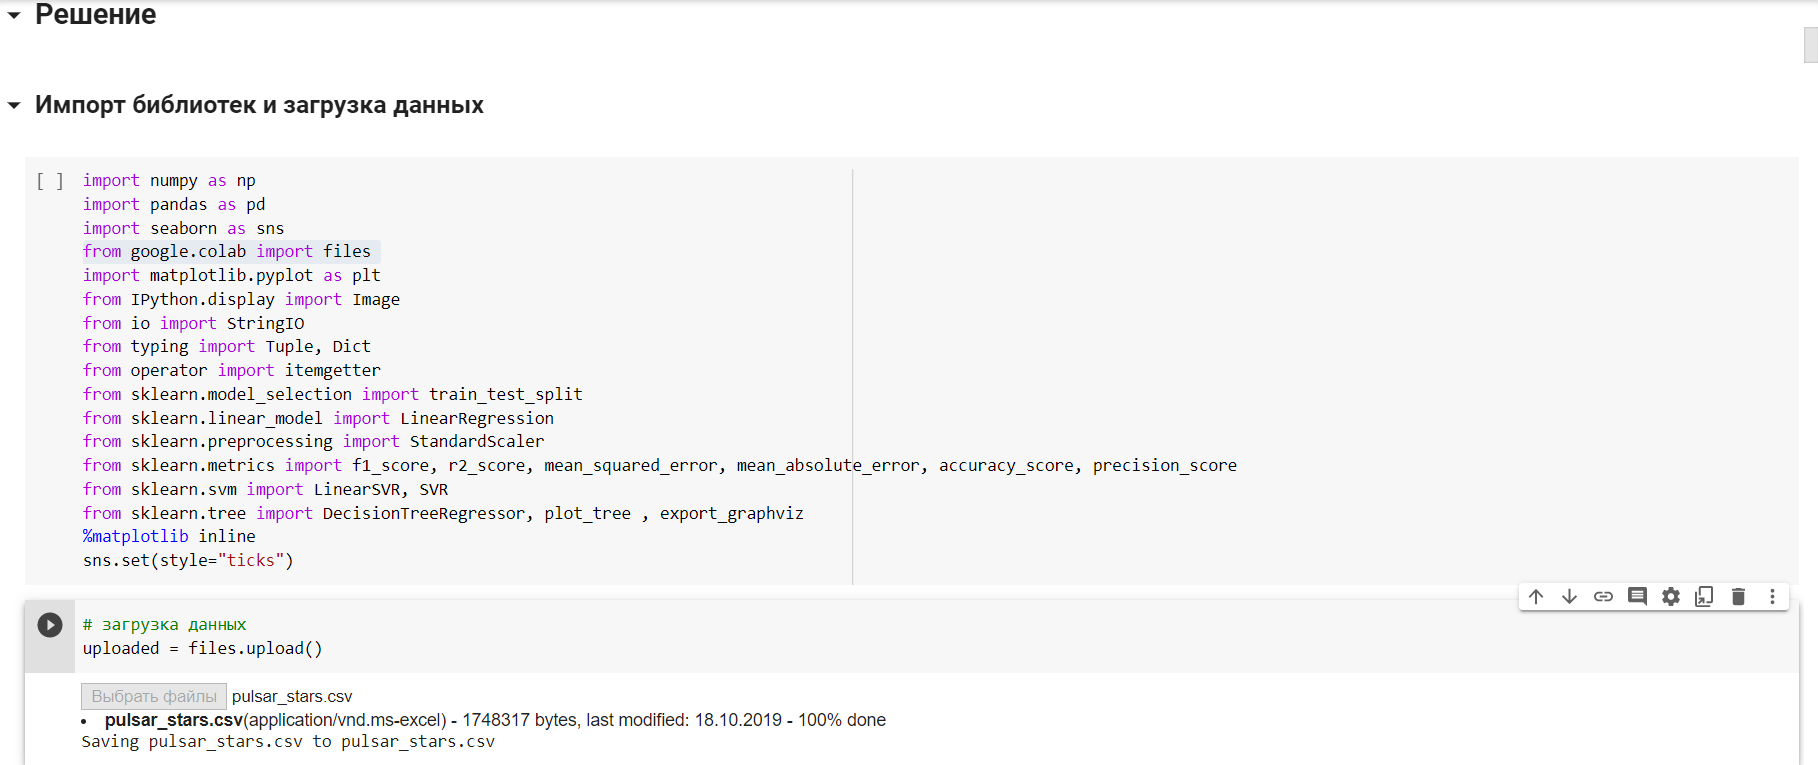 Решение
Импорт библиотек и загрузка данных
[ ] import numpy as np
import pandas as pd
import seaborn as sns
from google.colab import files
import matplotlib.pyplot as plt
from IPython.display import Image
from io import StringIO
from typing import Tuple, Dict
from operator import itemgetter
from sklearn.model_selection import train_test_split
from sklearn.linear_model import LinearRegression
from sklearn.preprocessing import StandardScaler
from sklearn.metrics import f1_score, r2_score, mean_squared_error, mean_absolute_error, accuracy_score, precision_score
from sklearn.svm import LinearSVR, SVR
from sklearn.tree import DecisionTreeRegressor, plot_tree , export_graphviz
%matplotlib inline
sns.set(style="ticks")
# загрузка данных
uploaded = files.upload()
Выбрать файлы pulsar_stars.csv
• pulsar_stars.csv(application/vnd.ms-excel) - 1748317 bytes, last modified: 18.10.2019 - 100% done
Saving pulsar_stars.csv to pulsar_stars.csv